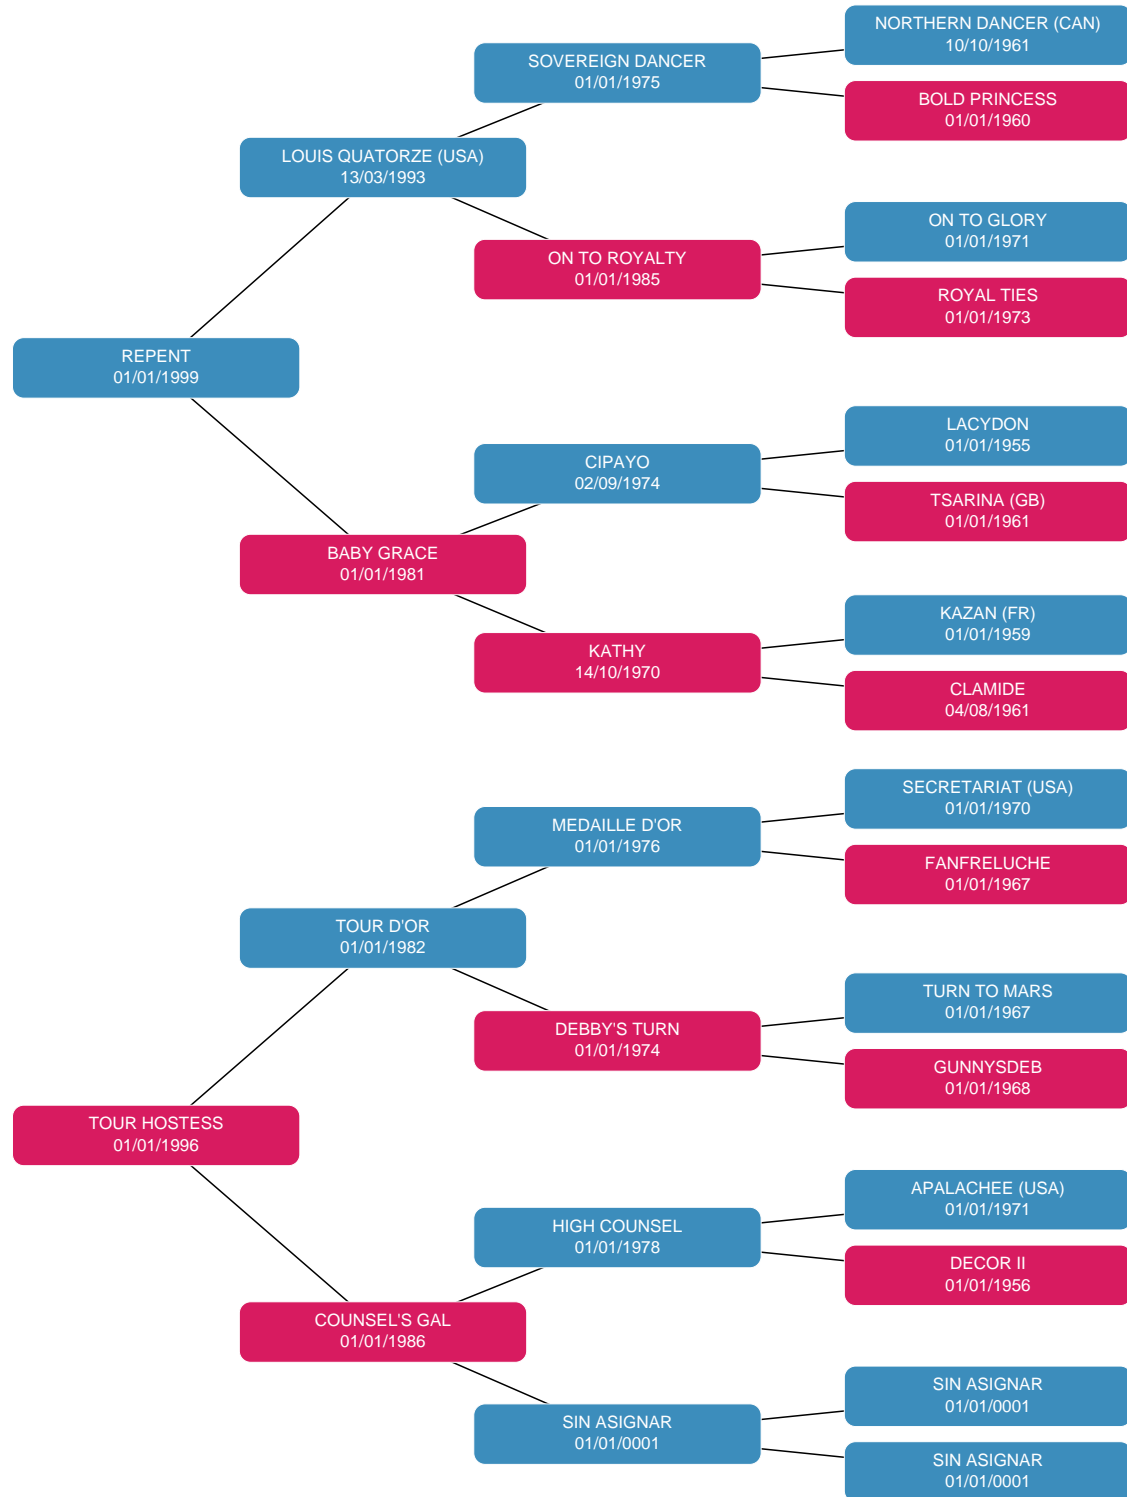 NORTHERN DANCER (CAN)
10/10/1961
SOVEREIGN DANCER
01/01/1975
BOLD PRINCESS
01/01/1960
LOUIS QUATORZE (USA)
13/03/1993
ON TO GLORY
01/01/1971
ON TO ROYALTY
01/01/1985
ROYAL TIES
01/01/1973
REPENT
01/01/1999
LACYDON
01/01/1955
CIPAYO
02/09/1974
TSARINA (GB)
01/01/1961
BABY GRACE
01/01/1981
KAZAN (FR)
01/01/1959
KATHY
14/10/1970
CLAMIDE
04/08/1961
SECRETARIAT (USA)
01/01/1970
MEDAILLE D'OR
01/01/1976
FANFRELUCHE
01/01/1967
TOUR D'OR
01/01/1982
TURN TO MARS
01/01/1967
DEBBY'S TURN
01/01/1974
GUNNYSDEB
01/01/1968
TOUR HOSTESS
01/01/1996
APALACHEE (USA)
01/01/1971
HIGH COUNSEL
01/01/1978
DECOR II
01/01/1956
COUNSEL'S GAL
01/01/1986
SIN ASIGNAR
01/01/0001
SIN ASIGNAR
01/01/0001
SIN ASIGNAR
01/01/0001